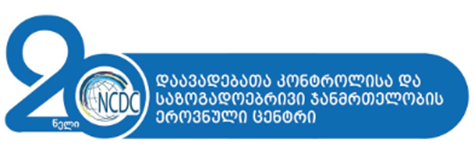 20
NCDC
წელი
დაავადებათა კონტროლისა და
საზოგადოებრივი ჯანმრთელობის
ეროვნული ცენტრი